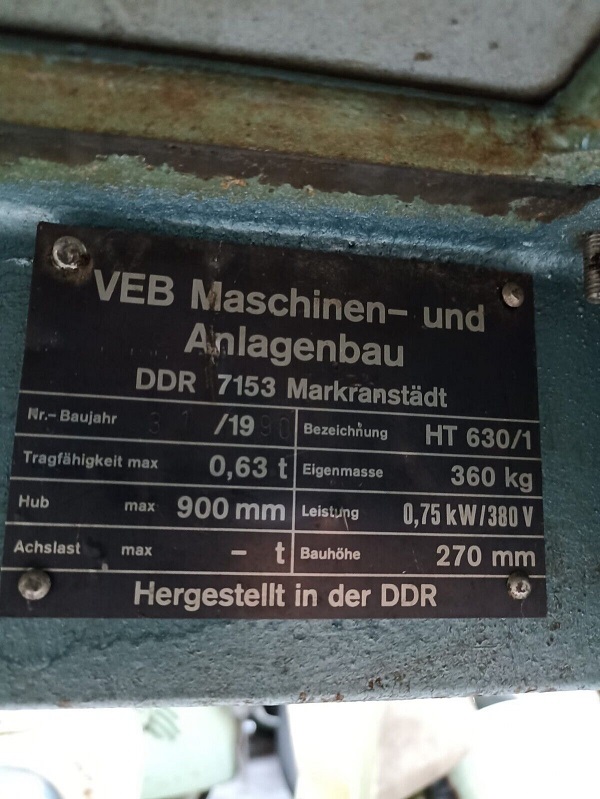 VEB Maschinen- und
Anlagenbau
DDR 7153 Markranstädt
Nr.-Baujahr 31 /1990 Bezeichnung HT 630/1
Tragfähigkeit max 0,63 t Eigenmasse 360 kg
Hub max 900 mm Leistung 0,75 kW/380 V
Achslast max - t Bauhöhe 270 mm
Hergestellt in der DDR